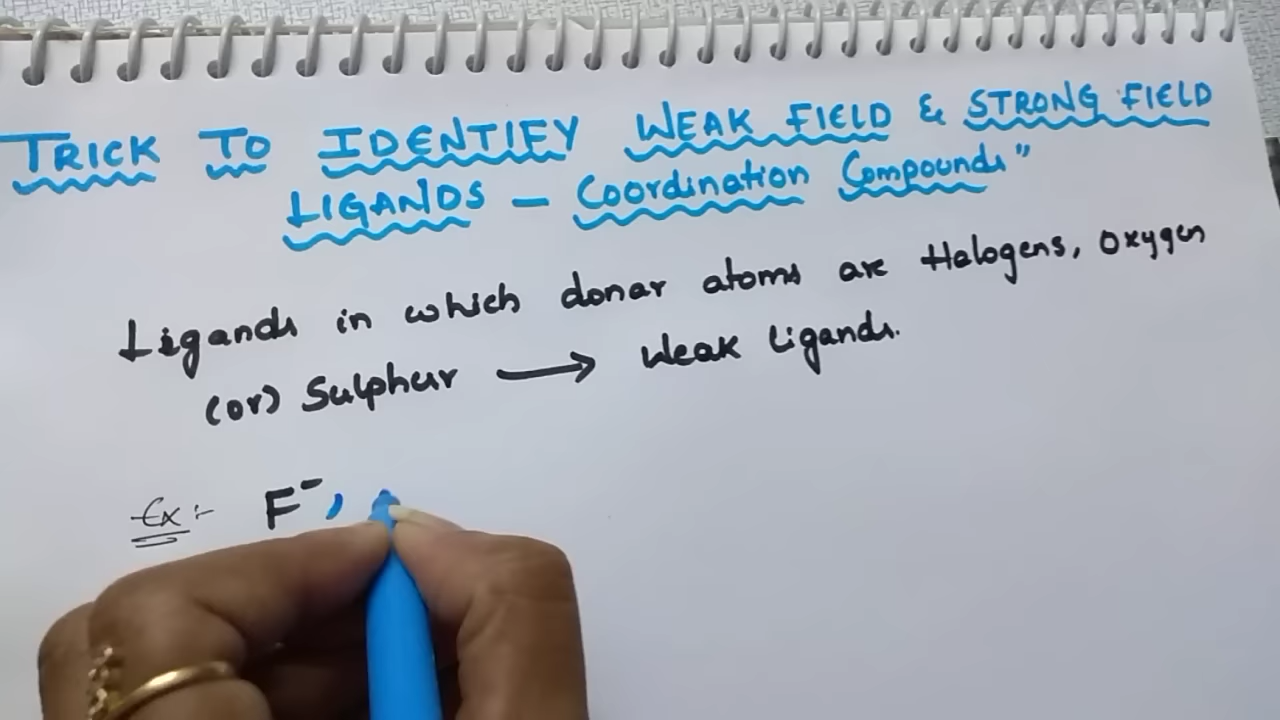 TRICK TO IDENTIFY WEAK FIELD & STRONG FIELD
LIGANDS - Coordination Compounds"
Ligands in which donar atoms are Halogens, Oxygen
(or) Sulphur → Weak Ligands.
Ex:- F⁻,